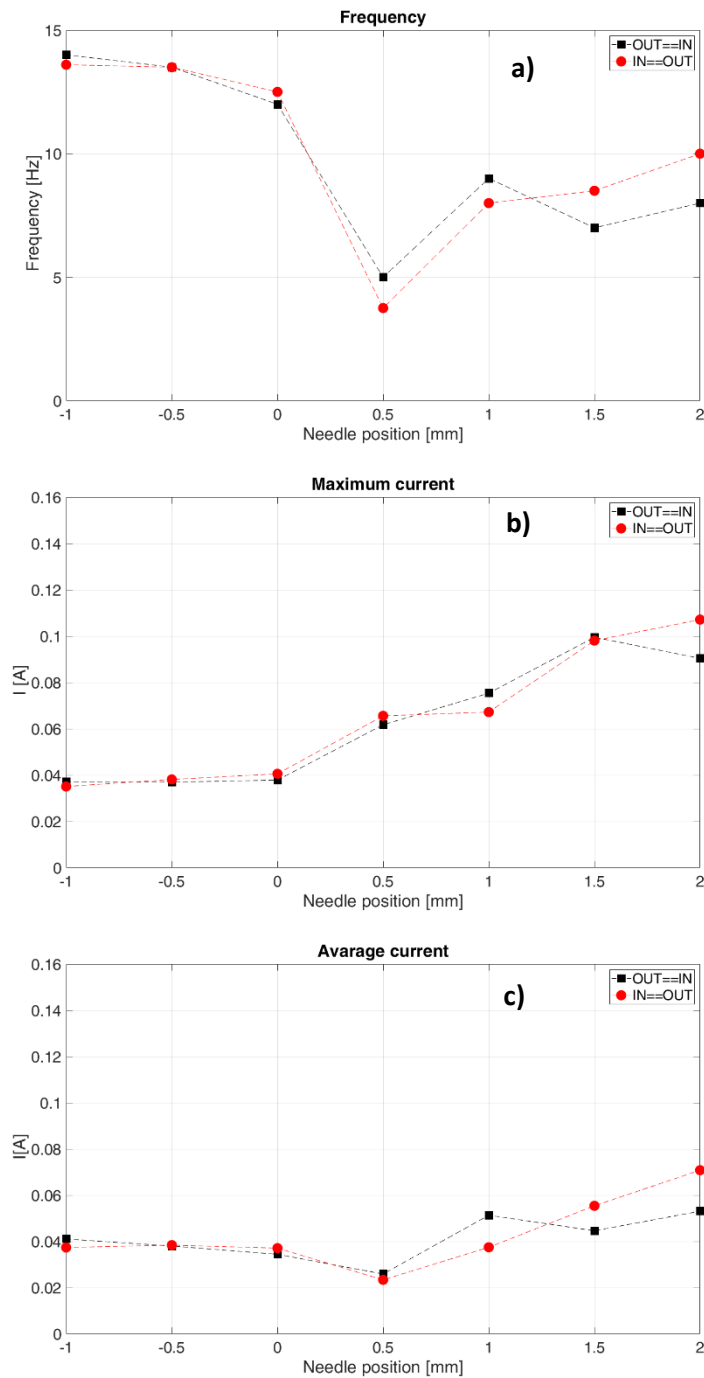 Frequency
15
10
5
0
Frequency [Hz]
a)
OUT==IN
IN==OUT
-1 -0.5 0 0.5 1 1.5 2
Needle position [mm]
Maximum current
0.16
0.14
0.12
0.1
0.08
0.06
0.04
0.02
0
I [A]
b)
OUT==IN
IN==OUT
-1 -0.5 0 0.5 1 1.5 2
Needle position [mm]
Avarage current
0.16
0.14
0.12
0.1
0.08
0.06
0.04
0.02
0
I[A]
c)
OUT==IN
IN==OUT
-1 -0.5 0 0.5 1 1.5 2
Needle position [mm]